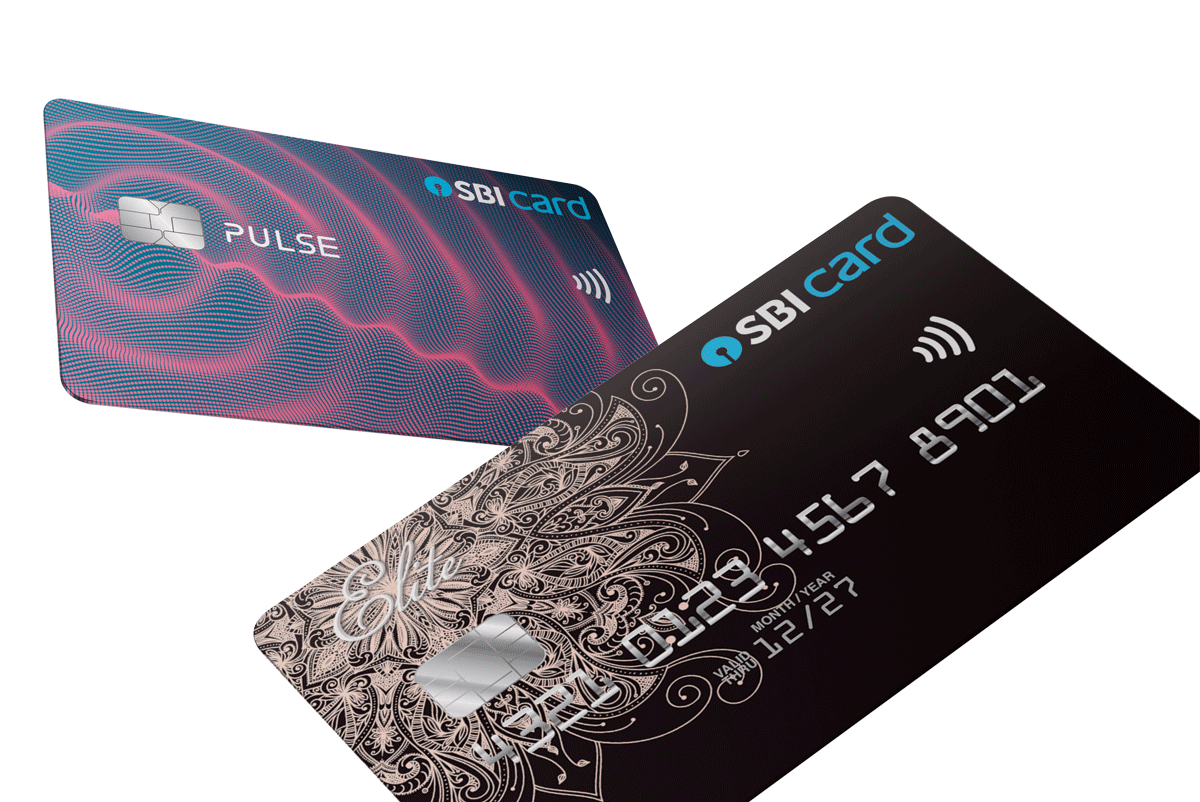 SBI card
PULSE
SBI card
Elite
4321 0123 4567 8901
MONTH/YEAR
VALID THRU 12/27